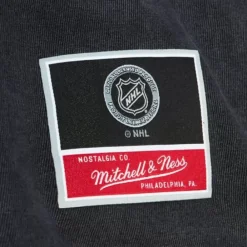 NHL
® NHL
NOSTALGIA CO.
Mitchell & Ness
PHILADELPHIA, PA.